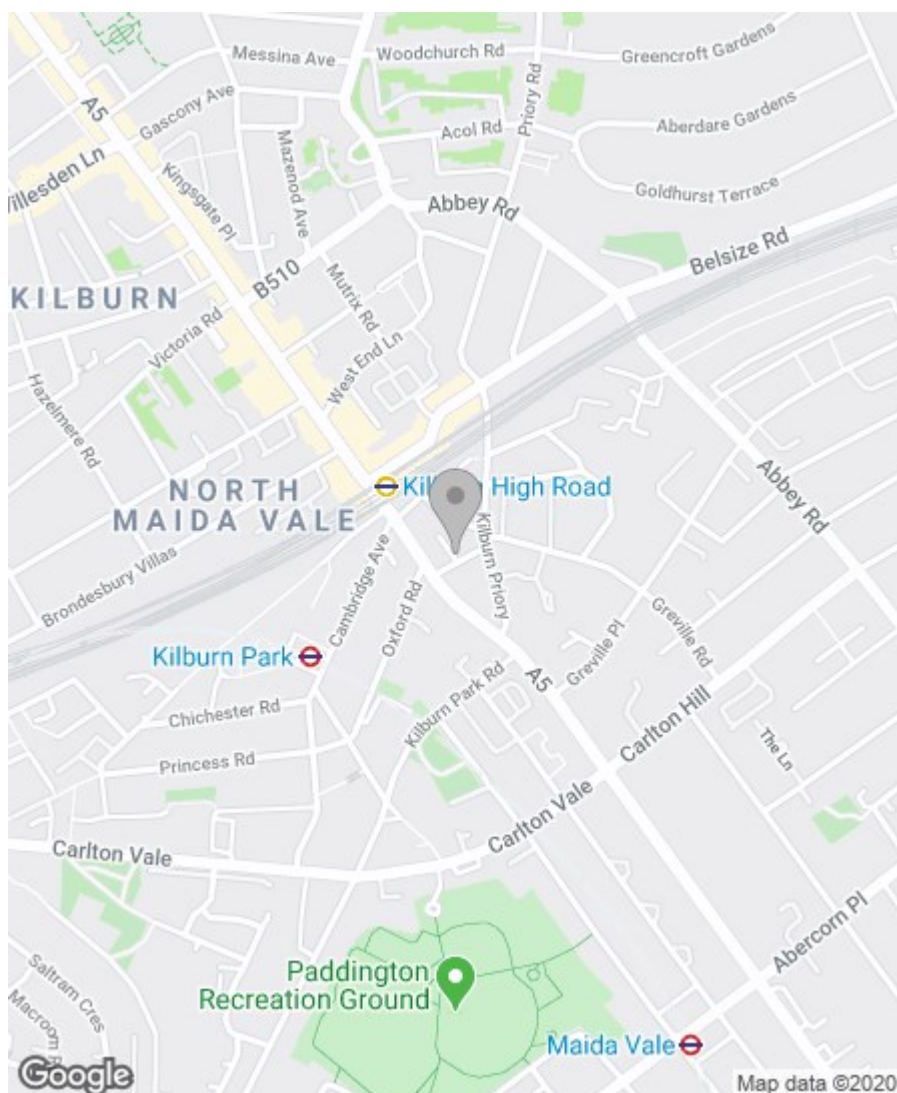 Messina Ave
Woodchurch Rd
Greencroft Gardens
A5
Gascony Ave
Priory Rd
Acol Rd
Aberdare Gardens
Mazenod Ave
Willesden Ln
Kingsgate Pl
Goldhurst Terrace
Abbey Rd
Belsize Rd
B510
KILBURN
Mutrix Rd
Victoria Rd
West End Ln
Hazelmere Rd
Abbey Rd
NORTH
MAIDA VALE
High Road
Kilburn Priory
Cambridge Ave
Brondesbury Villas
Oxford Rd
Greville Rd
Greville Pl
Kilburn Park
Kilburn Park Rd
A5
Chichester Rd
Carlton Hill
The Ln
Princess Rd
Carlton Vale
Carlton Vale
Abercorn Pl
Paddington
Recreation Ground
Saltram Cres
Macroom
Maida Vale
Google
Map data ©2020